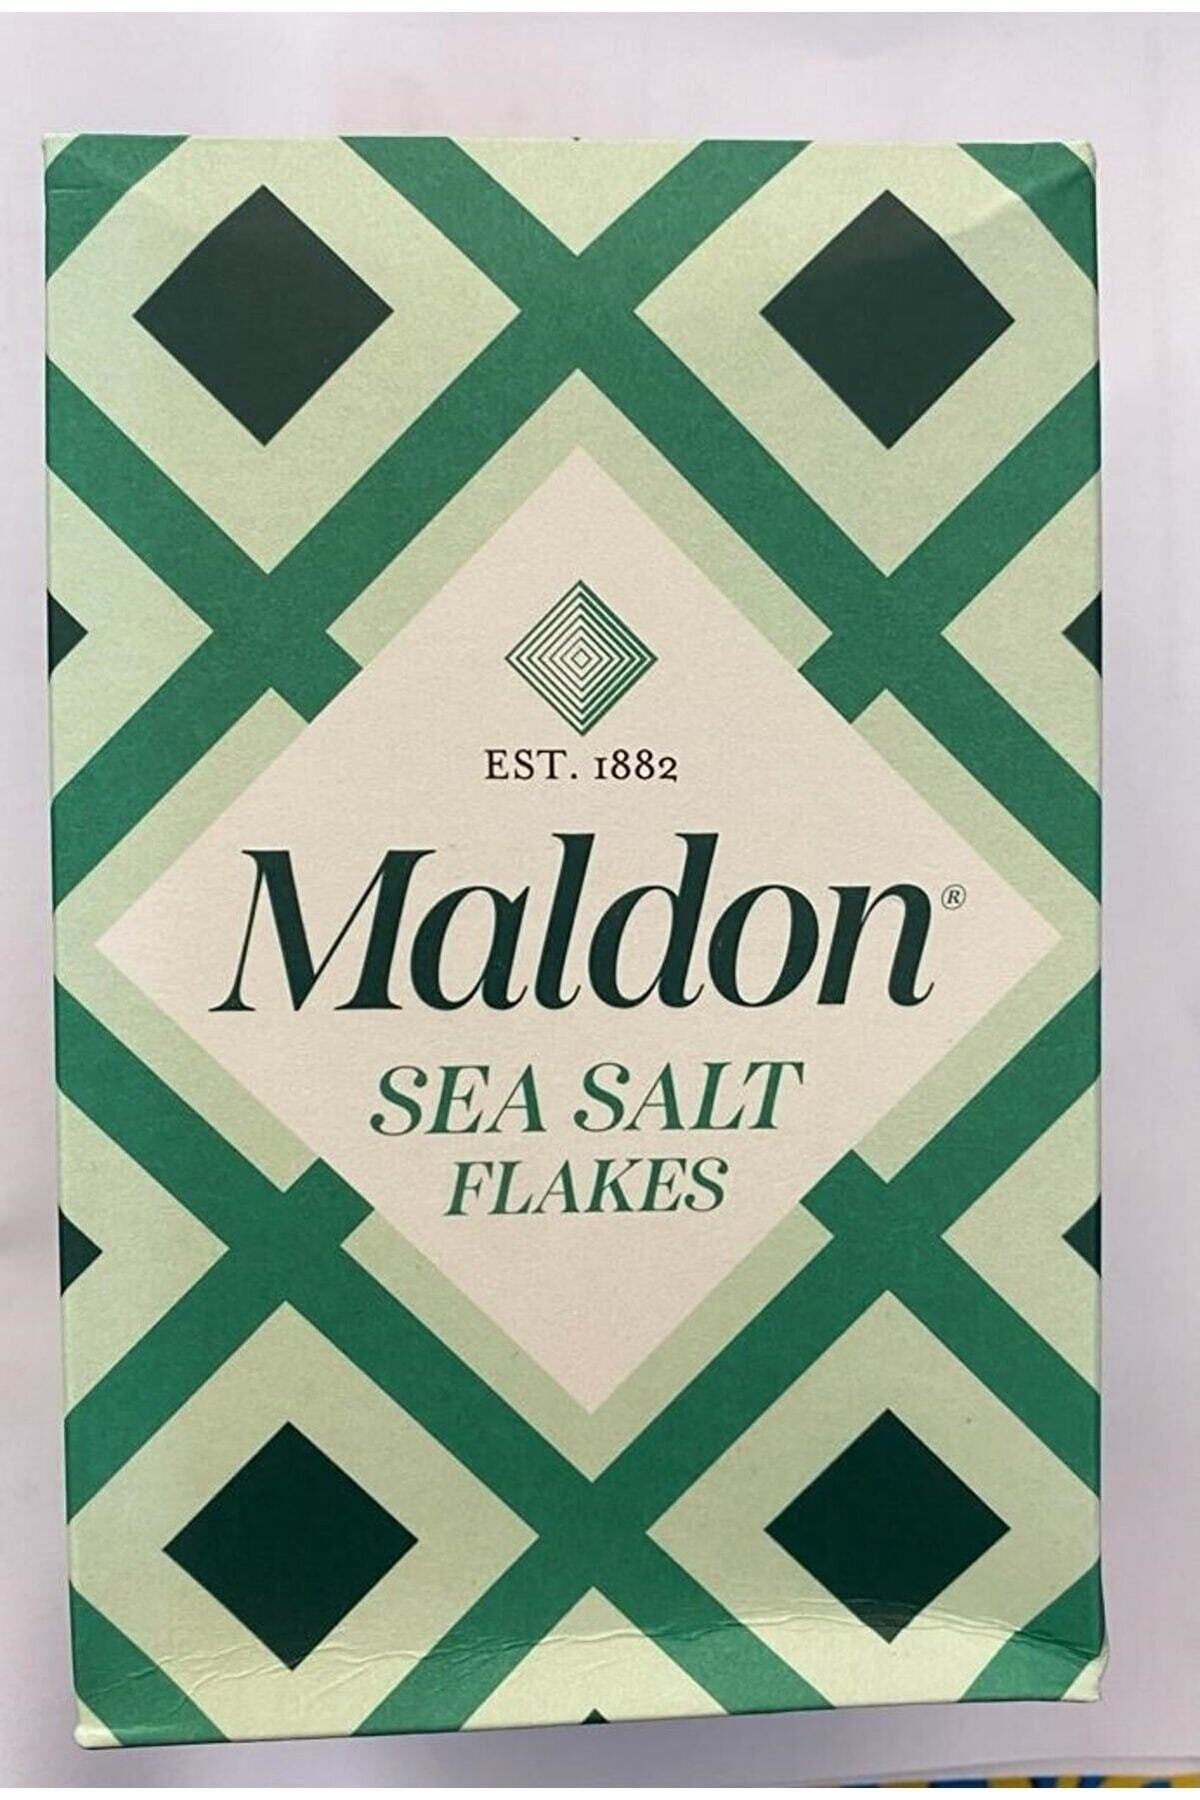 EST. 1882
Maldon®
SEA SALT
FLAKES